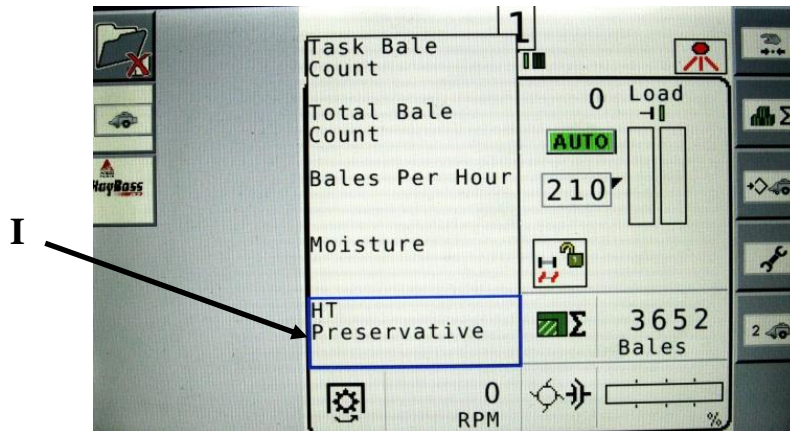 1
Task Bale
Count
Total Bale
Count
Bales Per Hour
Moisture
HT
Preservative
0
Load
AUTO
210
Σ
3652
Bales
0
RPM
%
HayBoss
Σ
2
I